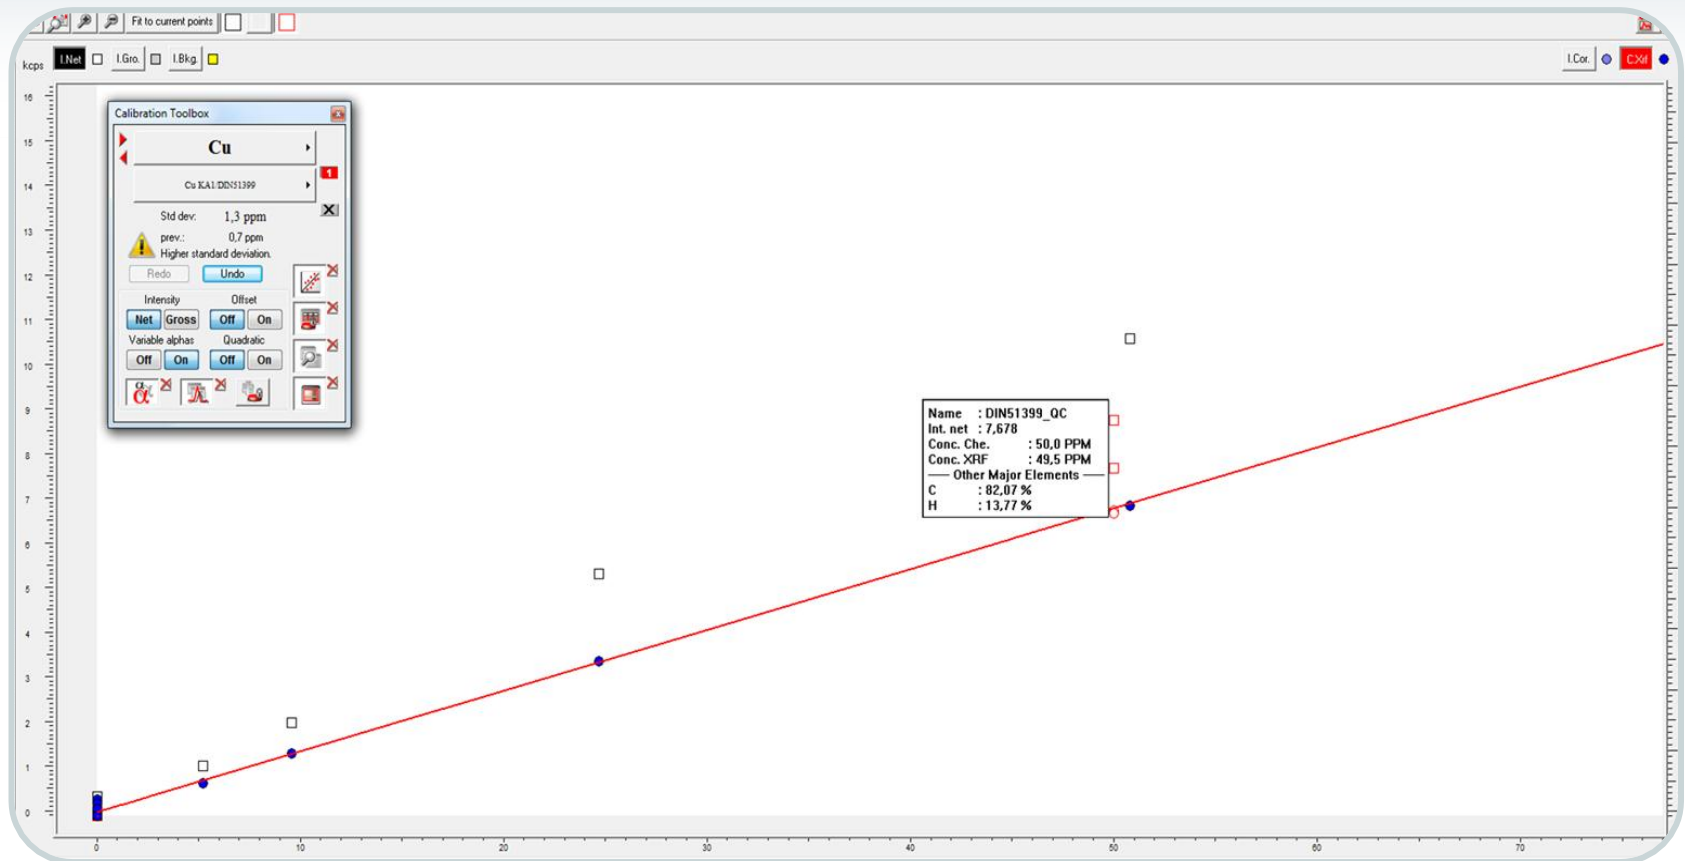 Fit to current points
kcps I.Net I.Gro. I.Bkg. I.Cor. C.Xrf
16
15
14
13
12
11
10
9
8
7
6
5
4
3
2
1
0
Calibration Toolbox
Cu
Cu KA1/DIN51399
1
X
Std dev: 1,3 ppm
prev.: 0,7 ppm
Higher standard deviation.
Redo Undo
Intensity Offset
Net Gross Off On
Variable alphas Quadratic
Off On Off On
α
Name : DIN51399_QC
Int. net : 7,678
Conc. Che. : 50,0 PPM
Conc. XRF : 49,5 PPM
Other Major Elements
C : 82,07 %
H : 13,77 %
0 10 20 30 40 50 60 70